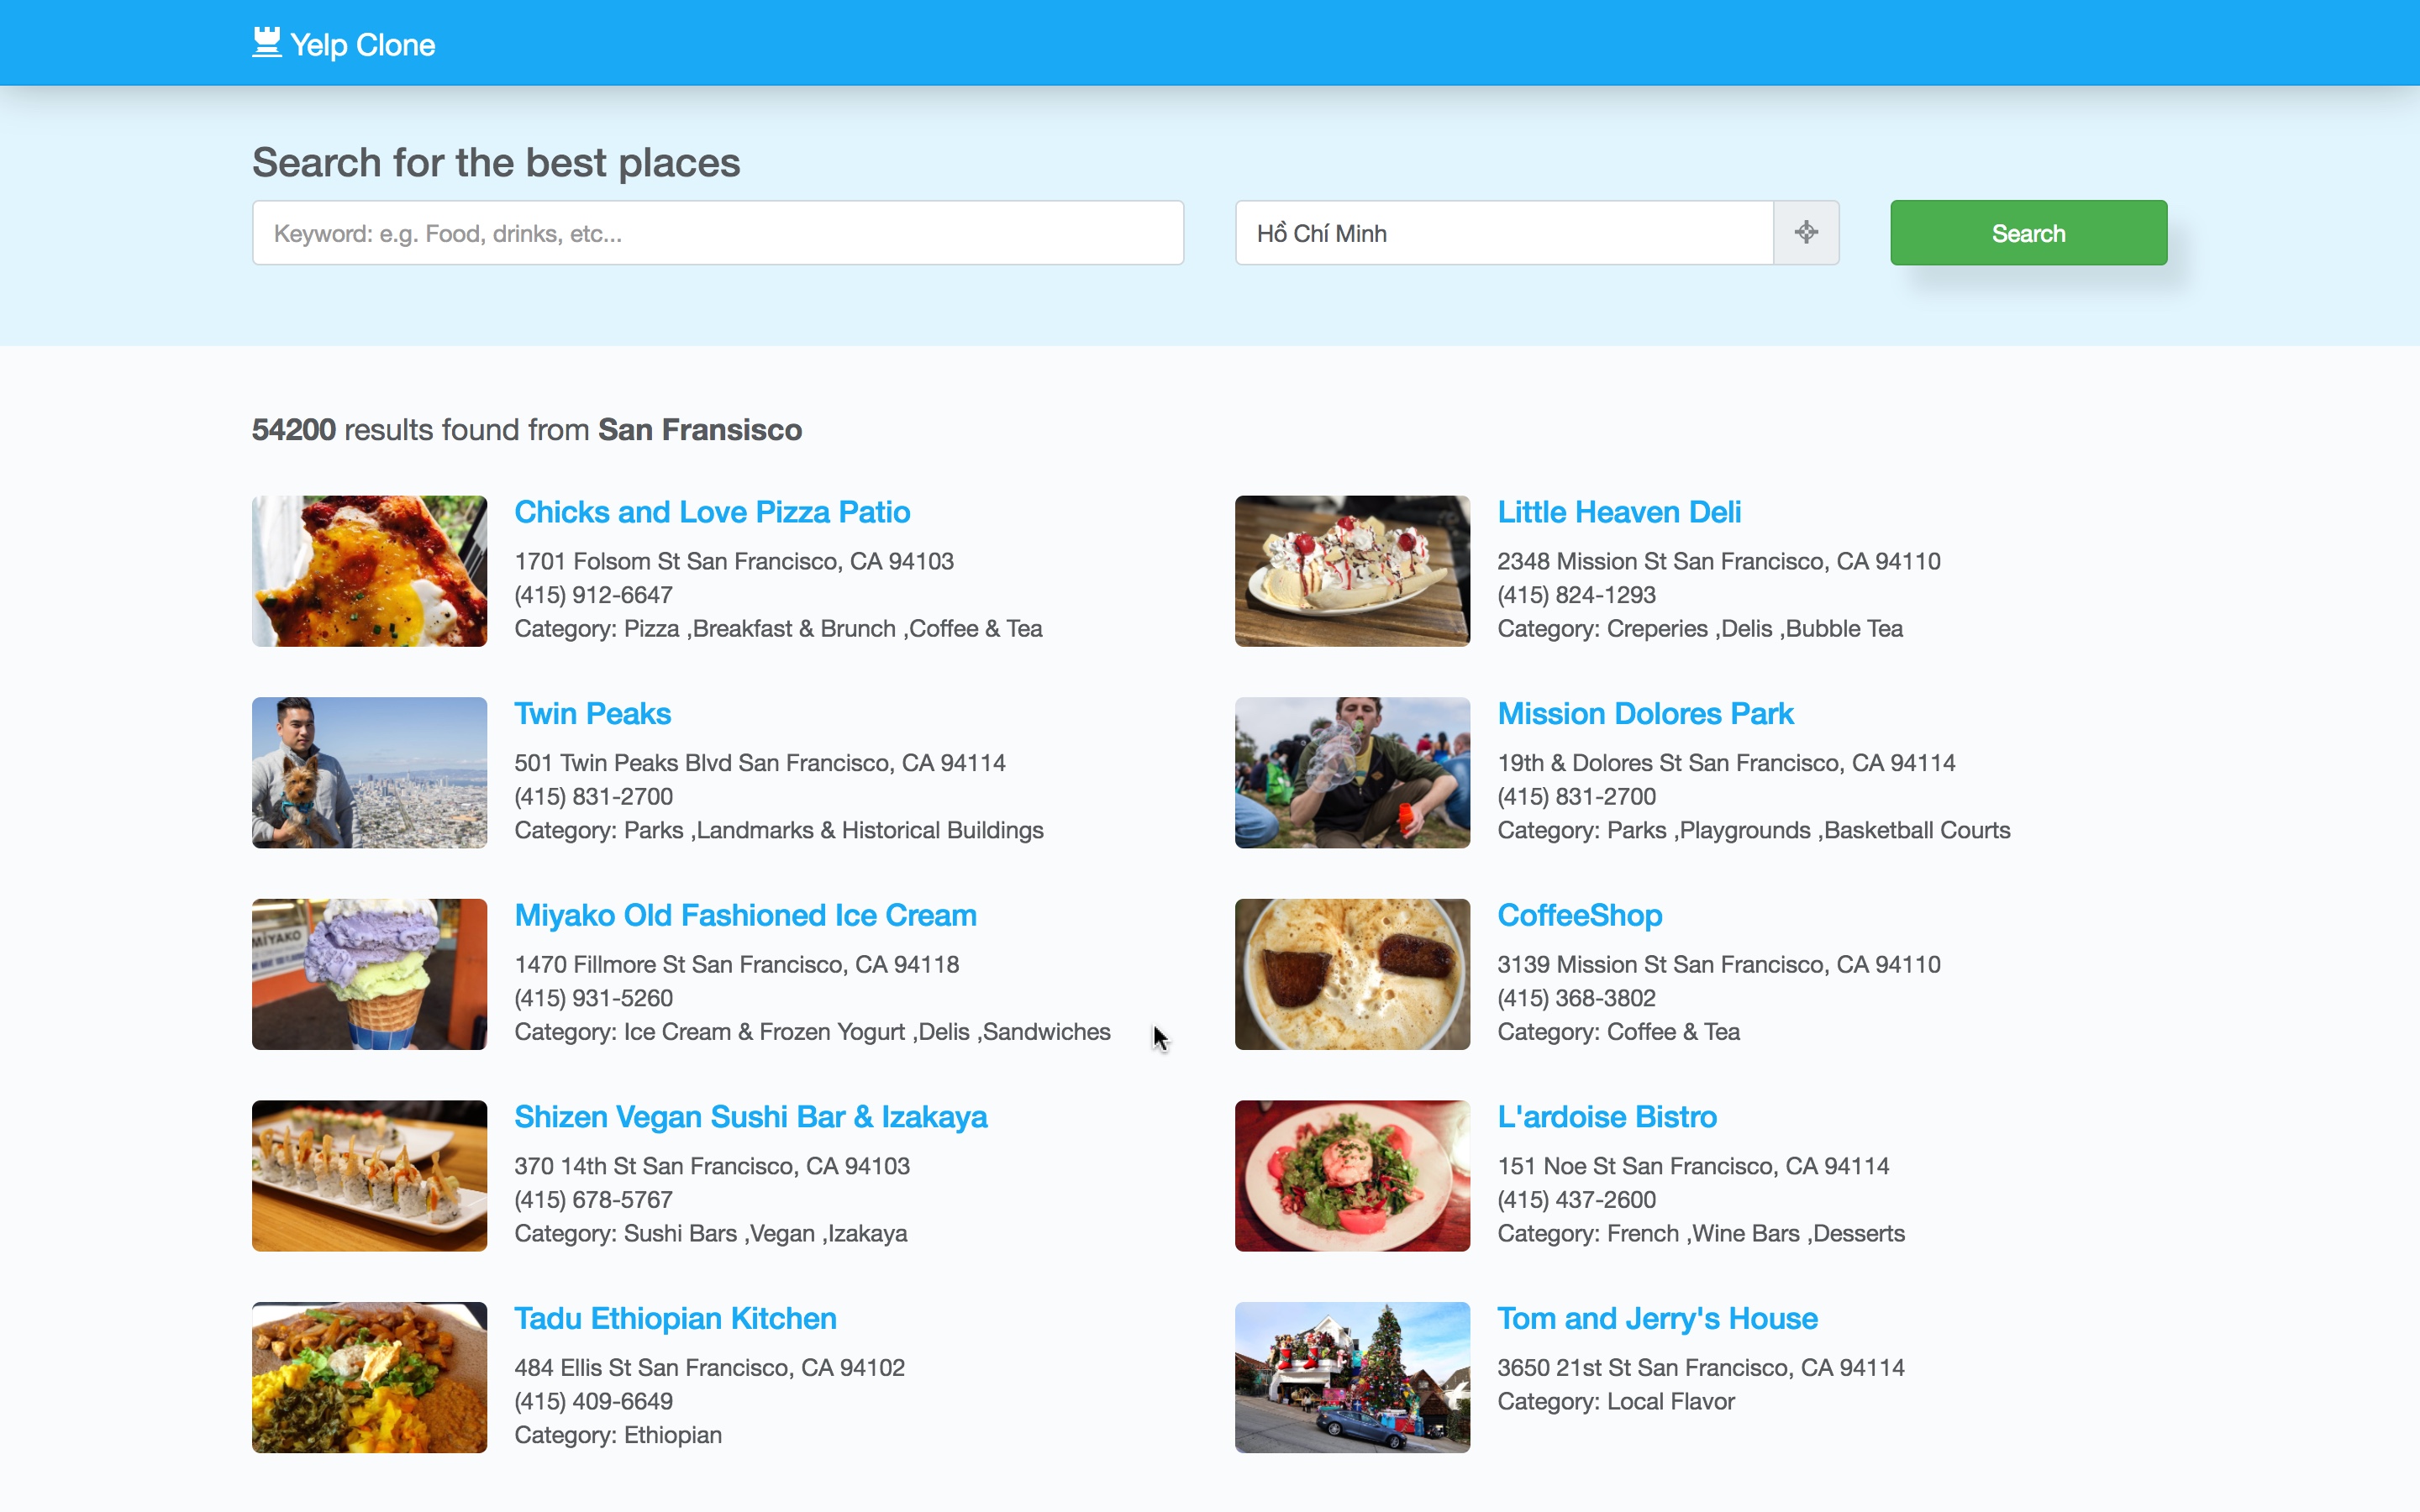 Yelp Clone
Search for the best places
Keyword: e.g. Food, drinks, etc...
Hồ Chí Minh
Search
54200 results found from San Fransisco
Chicks and Love Pizza Patio
1701 Folsom St San Francisco, CA 94103
(415) 912-6647
Category: Pizza ,Breakfast & Brunch ,Coffee & Tea
Little Heaven Deli
2348 Mission St San Francisco, CA 94110
(415) 824-1293
Category: Creperies ,Delis ,Bubble Tea
Twin Peaks
501 Twin Peaks Blvd San Francisco, CA 94114
(415) 831-2700
Category: Parks ,Landmarks & Historical Buildings
Mission Dolores Park
19th & Dolores St San Francisco, CA 94114
(415) 831-2700
Category: Parks ,Playgrounds ,Basketball Courts
MIYAKO
Miyako Old Fashioned Ice Cream
1470 Fillmore St San Francisco, CA 94118
(415) 931-5260
Category: Ice Cream & Frozen Yogurt ,Delis ,Sandwiches
CoffeeShop
3139 Mission St San Francisco, CA 94110
(415) 368-3802
Category: Coffee & Tea
Shizen Vegan Sushi Bar & Izakaya
370 14th St San Francisco, CA 94103
(415) 678-5767
Category: Sushi Bars ,Vegan ,Izakaya
L'ardoise Bistro
151 Noe St San Francisco, CA 94114
(415) 437-2600
Category: French ,Wine Bars ,Desserts
Tadu Ethiopian Kitchen
484 Ellis St San Francisco, CA 94102
(415) 409-6649
Category: Ethiopian
Tom and Jerry's House
3650 21st St San Francisco, CA 94114
Category: Local Flavor